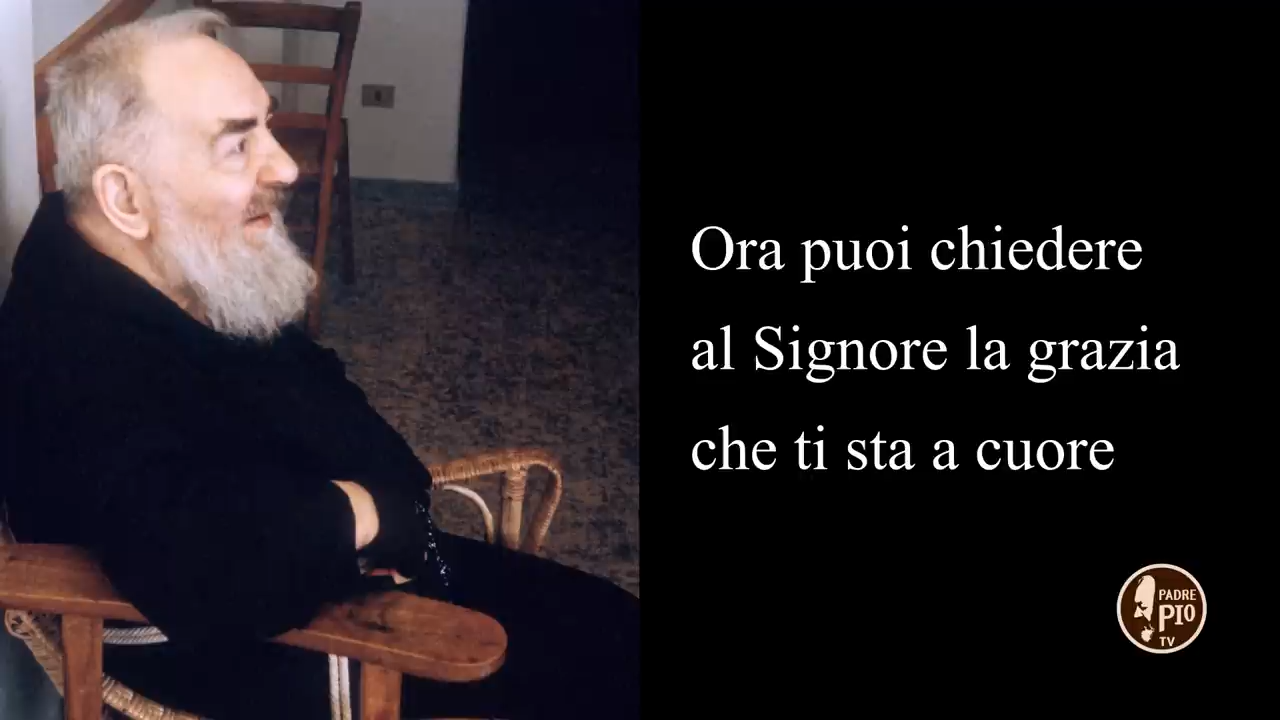 Ora puoi chiedere
al Signore la grazia
che ti sta a cuore
PADRE
PIO
TV